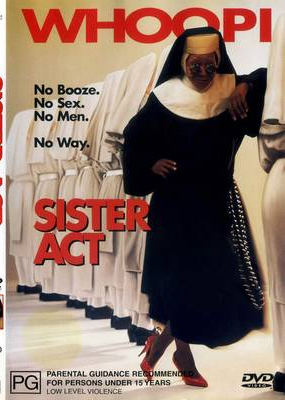 WHOOPI
No Booze.
No Sex.
No Men.
No Way.
SISTER
ACT
PG
PARENTAL GUIDANCE RECOMMENDED
FOR PERSONS UNDER 15 YEARS
LOW LEVEL VIOLENCE
DVD
VIDEO